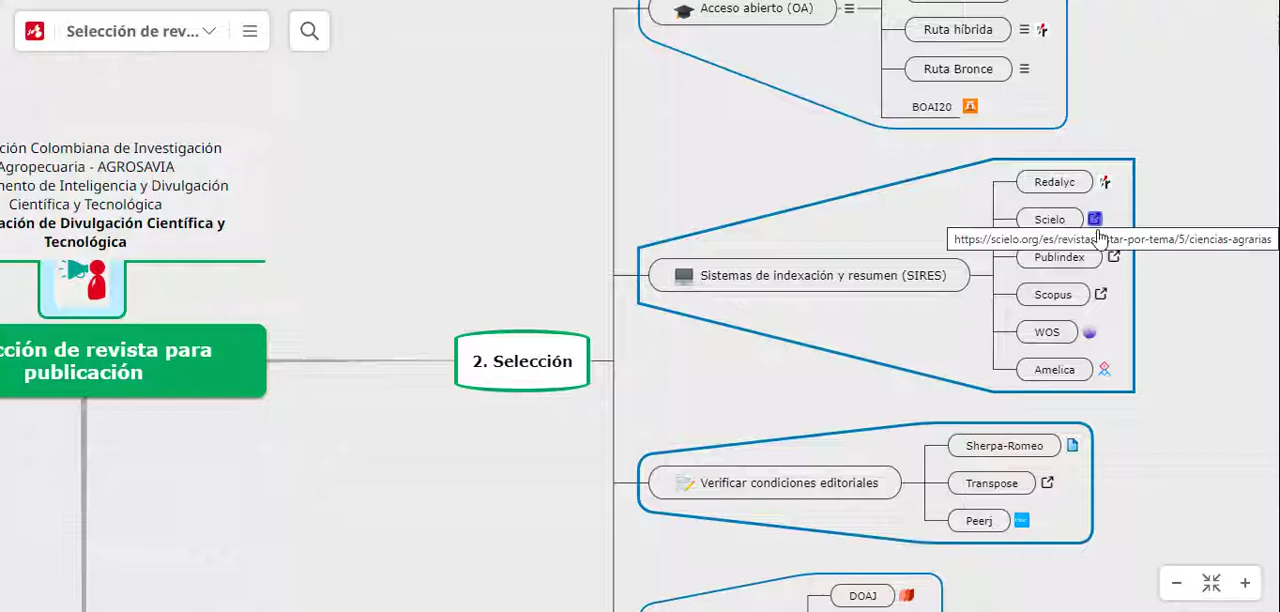 Selección de rev...
ción Colombiana de Investigación
Agropecuaria - AGROSAVIA
mento de Inteligencia y Divulgación
Científica y Tecnológica
ación de Divulgación Científica y
Tecnológica
cción de revista para
publicación
2. Selección
Acceso abierto (OA)
Ruta híbrida
Ruta Bronce
BOAI20
Sistemas de indexación y resumen (SIRES)
Redalyc
Scielo
https://scielo.org/es/revistas
tar-por-tema/5/ciencias-agrarias
Publindex
Scopus
WOS
Amelica
Verificar condiciones editoriales
Sherpa-Romeo
Transpose
Peerj
DOAJ